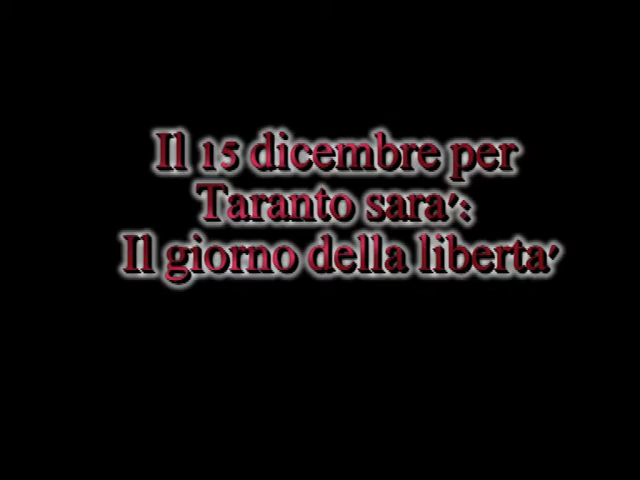 Il 15 dicembre per
Taranto sara':
Il giorno della liberta'